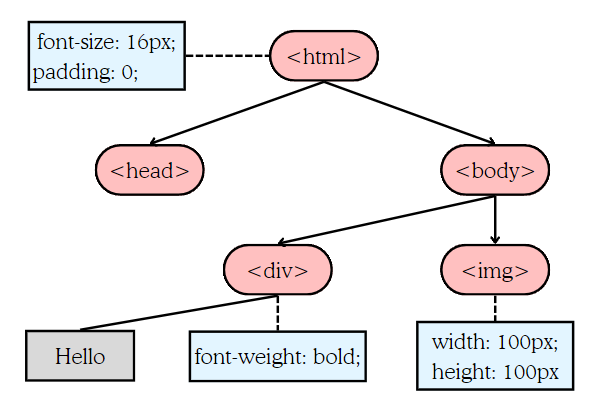 font-size: 16px;
padding: 0;
<html>
<head>
<body>
<div>
<img>
Hello
font-weight: bold;
width: 100px;
height: 100px